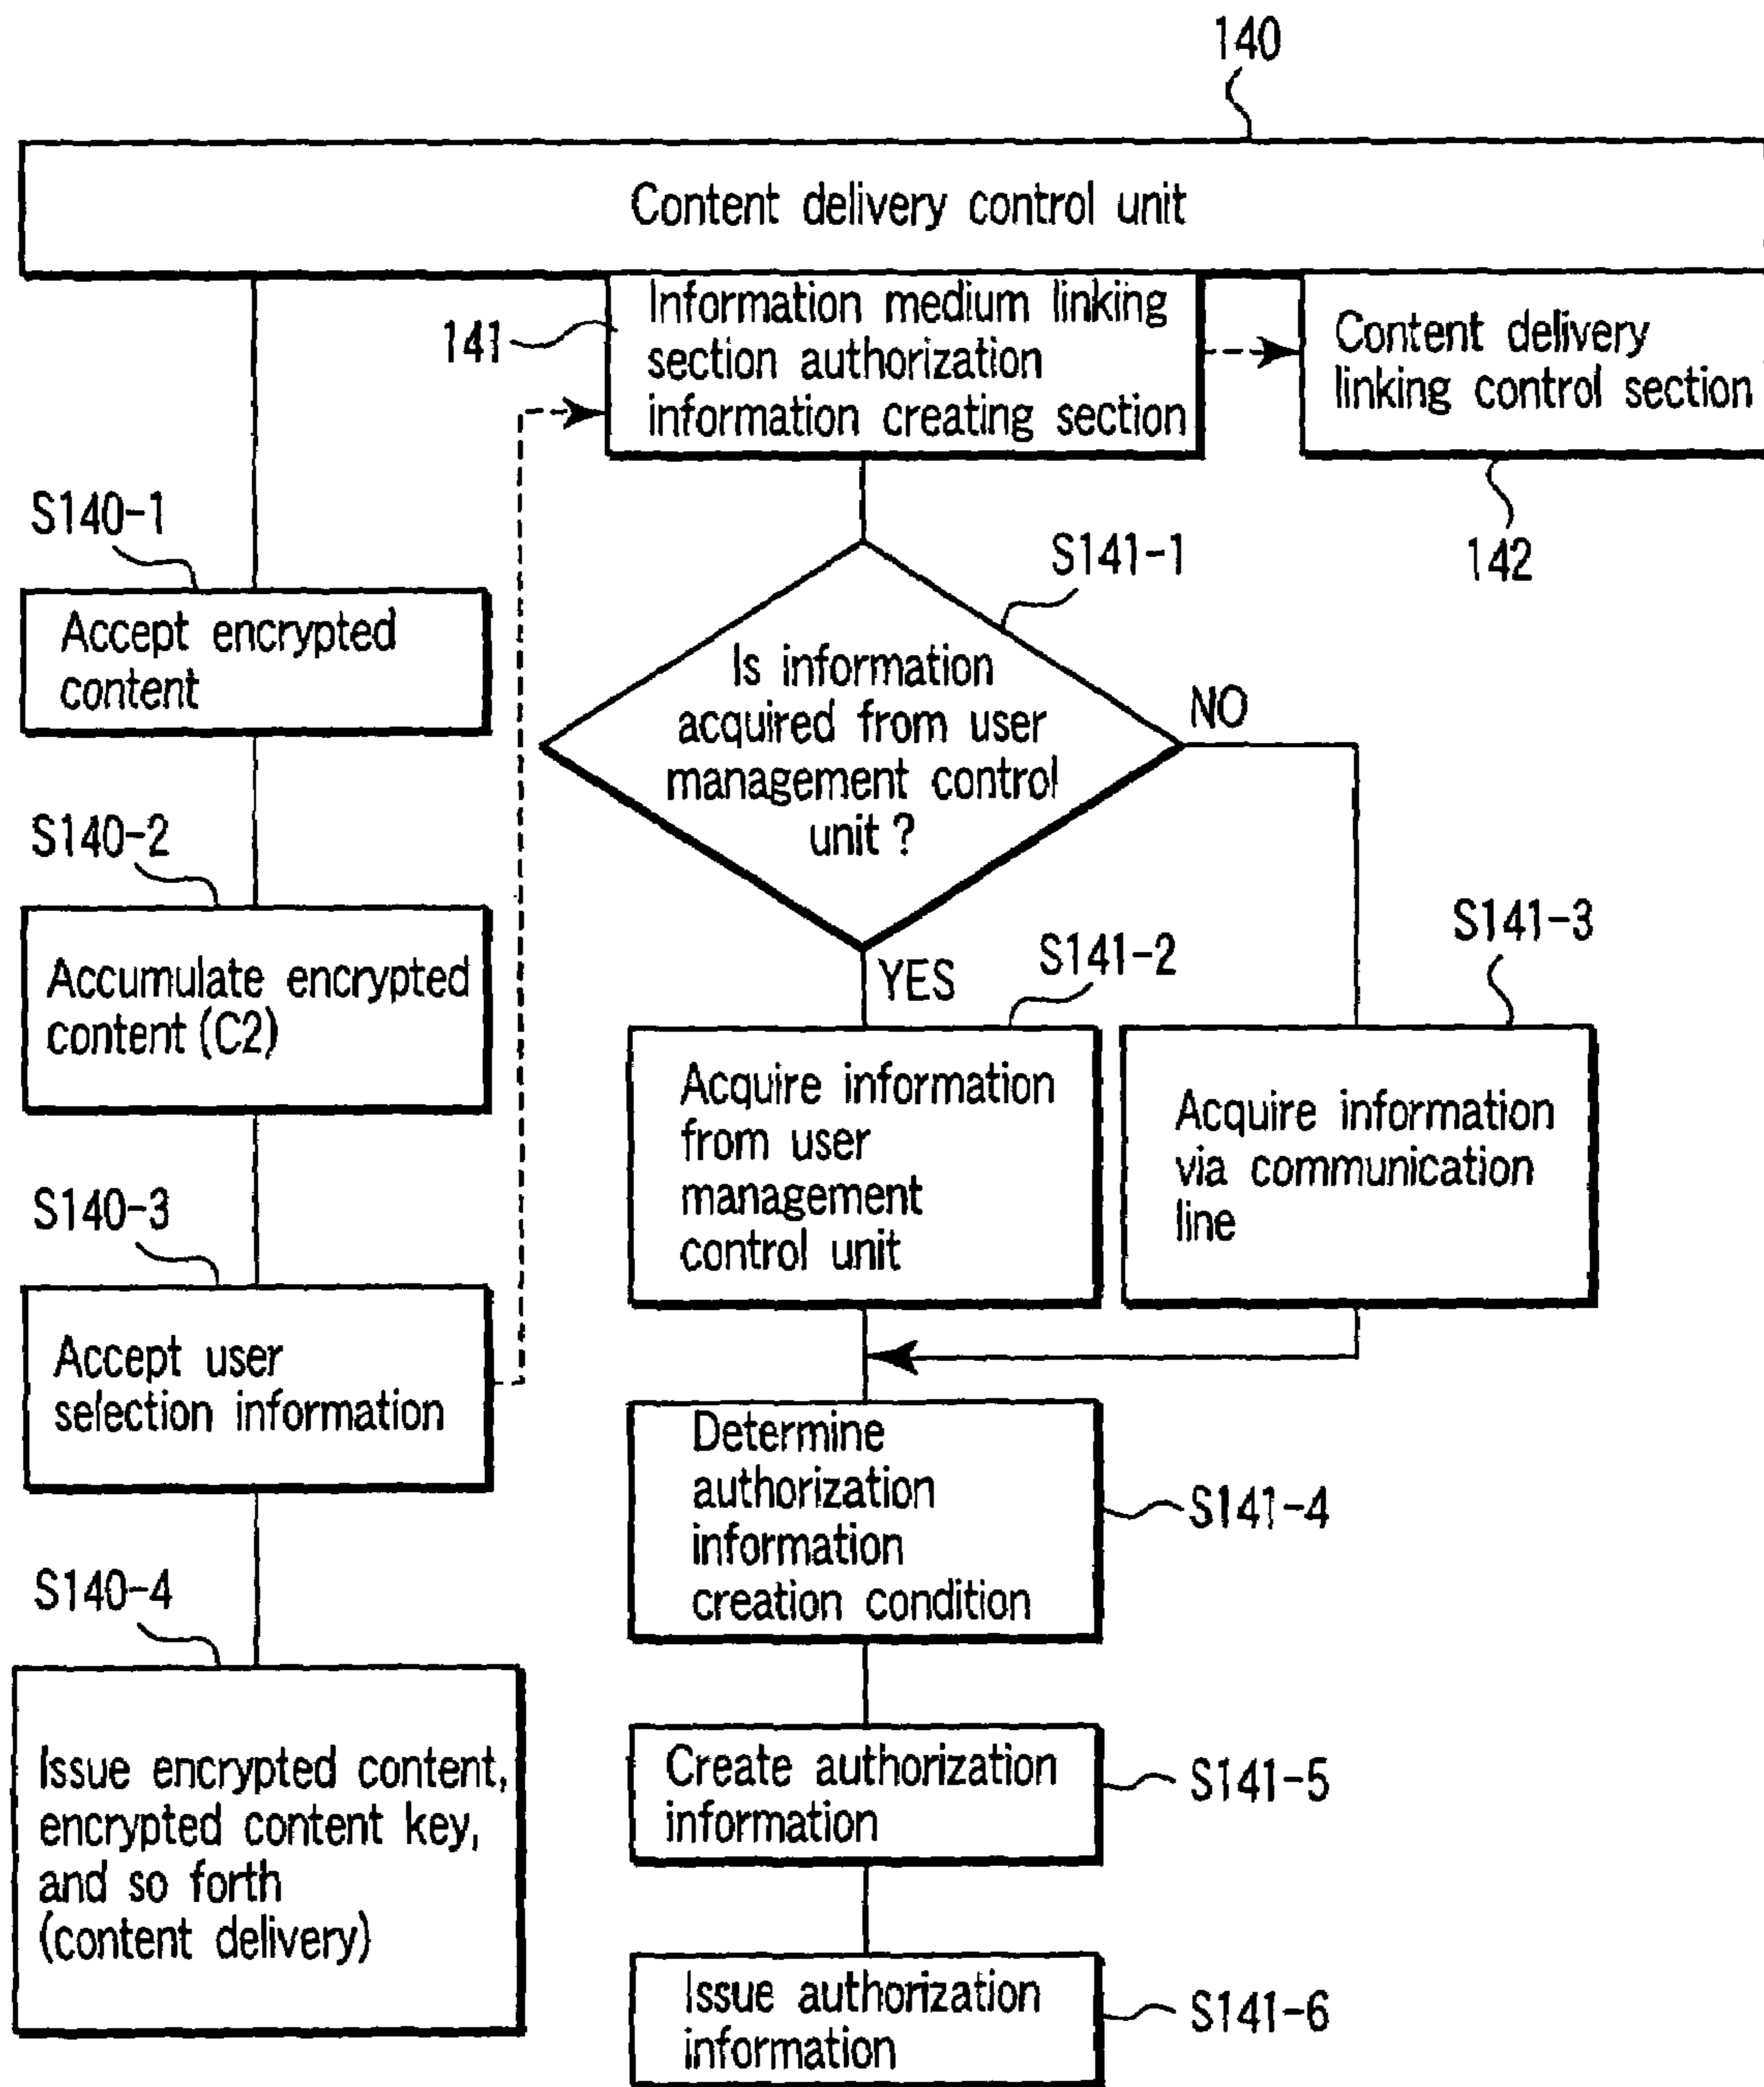 140
Content delivery control unit
141
Information medium linking
section authorization
information creating section
Content delivery
linking control section
142
S140-1
Accept encrypted
content
S140-2
Accumulate encrypted
content (C2)
S140-3
Accept user
selection information
S140-4
Issue encrypted content,
encrypted content key,
and so forth
(content delivery)
S141-1
Is information
acquired from user
management control
unit ?
NO
YES
S141-2
Acquire information
from user
management
control unit
S141-3
Acquire information
via communication
line
Determine
authorization
information
creation condition
S141-4
Create authorization
information
S141-5
Issue authorization
information
S141-6